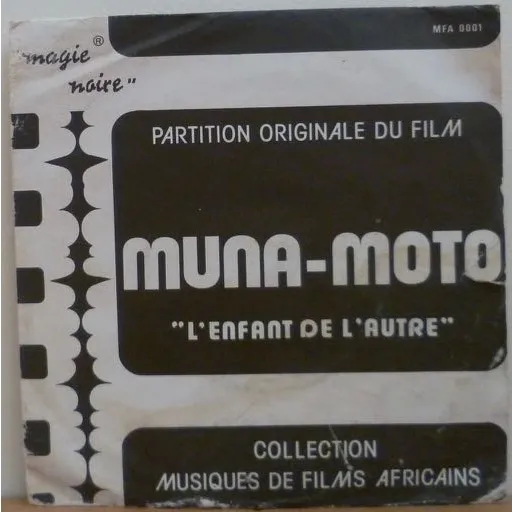 MFA 0001
"magie®
noire"
PARTITION ORIGINALE DU FILM
MUNA-MOTO
"L'ENFANT DE L'AUTRE"
COLLECTION
MUSIQUES DE FILMS AFRICAINS